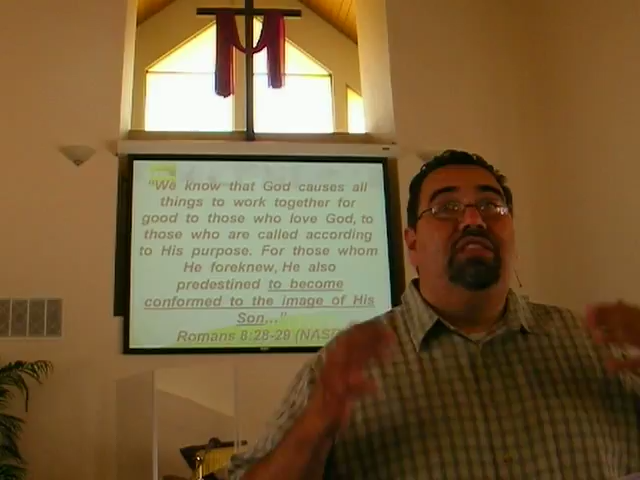 "We know that God causes all
things to work together for
good to those who love God, to
those who are called according
to His purpose. For those whom
He foreknew, He also
predestined to become
conformed to the image of His
Son..."
Romans 8:28-29 (NAS